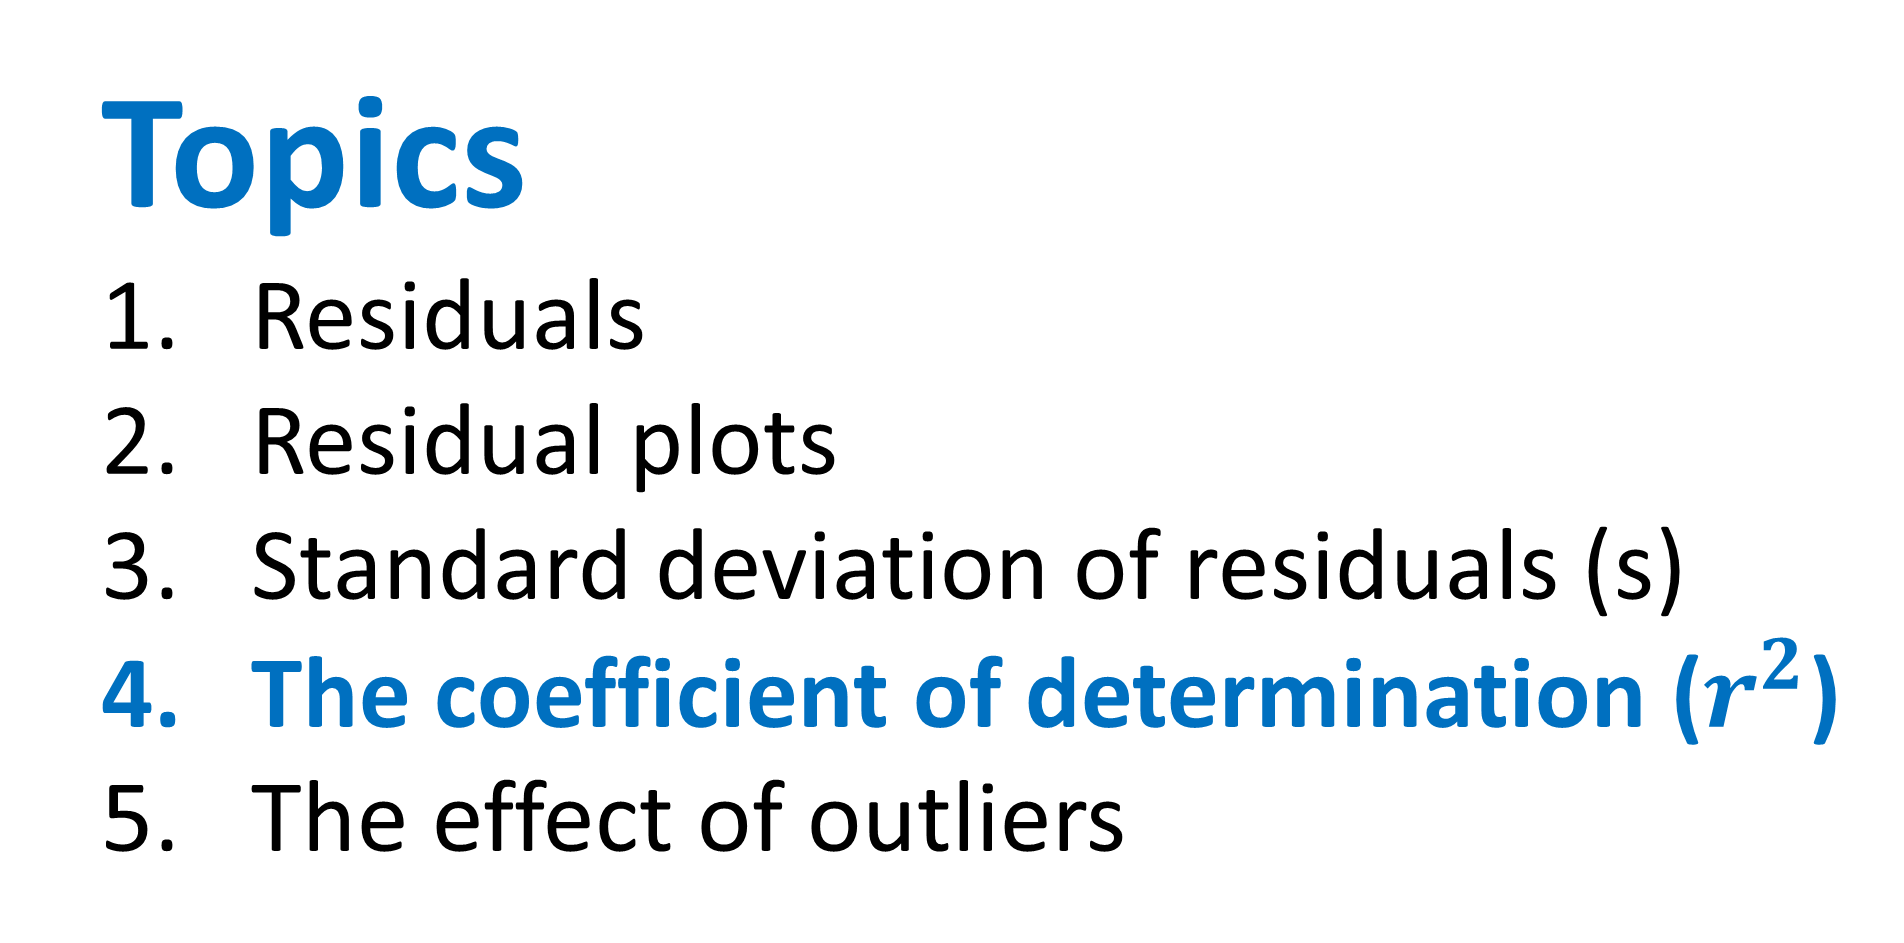 Topics
1. Residuals
2. Residual plots
3. Standard deviation of residuals (s)
4. The coefficient of determination (r²)
5. The effect of outliers